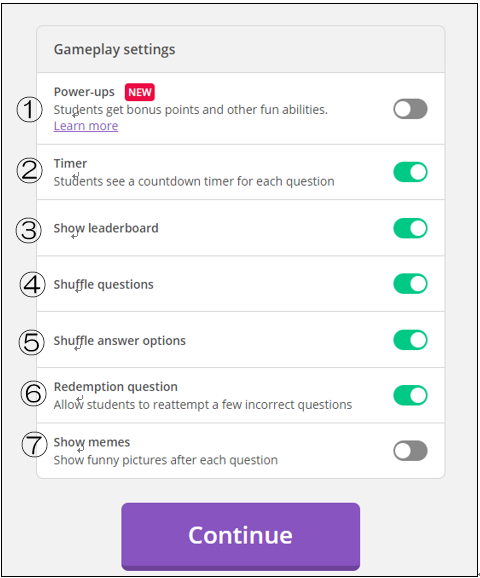 Gameplay settings
① Power-ups NEW
Students get bonus points and other fun abilities.
Learn more
② Timer
Students see a countdown timer for each question
③ Show leaderboard
④ Shuffle questions
⑤ Shuffle answer options
⑥ Redemption question
Allow students to reattempt a few incorrect questions
⑦ Show memes
Show funny pictures after each question
Continue